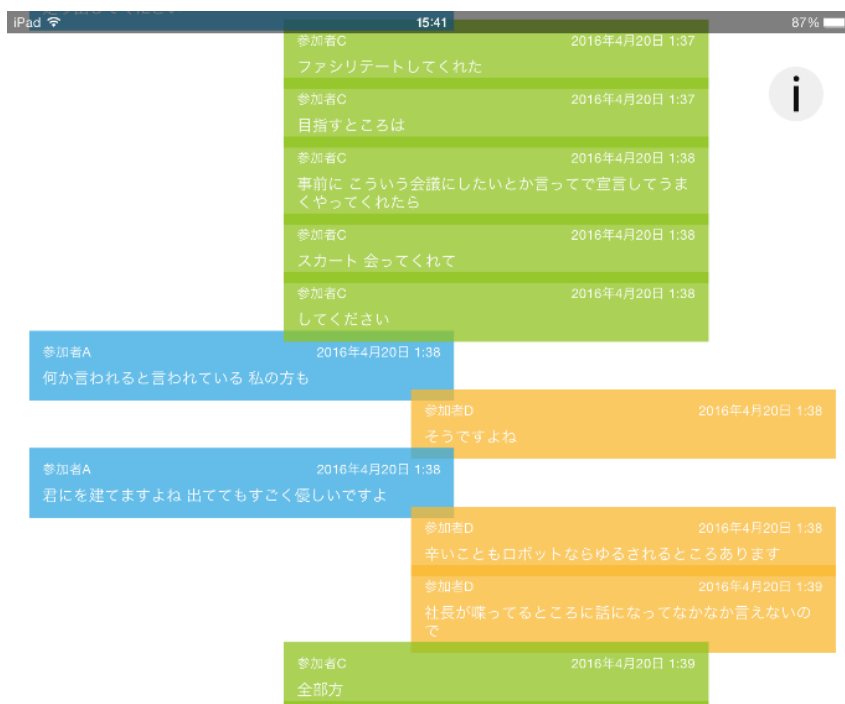 iPad 15:41 87%
参加者C 2016年4月20日 1:37
ファシリテートしてくれた
参加者C 2016年4月20日 1:37
目指すところは
参加者C 2016年4月20日 1:38
事前に こういう会議にしたいとか言ってで宣言してうま
くやってくれたら
参加者C 2016年4月20日 1:38
スカート 会ってくれて
参加者C 2016年4月20日 1:38
してください
参加者A 2016年4月20日 1:38
何か言われると言われている 私の方も
参加者D 2016年4月20日 1:38
そうですよね
参加者A 2016年4月20日 1:38
君にを建てますよね 出ててもすごく優しいですよ
参加者D 2016年4月20日 1:38
辛いこともロボットならゆるされるところあります
参加者D 2016年4月20日 1:39
社長が喋ってるところに話になってなかなか言えないの
で
参加者C 2016年4月20日 1:39
全部方
i